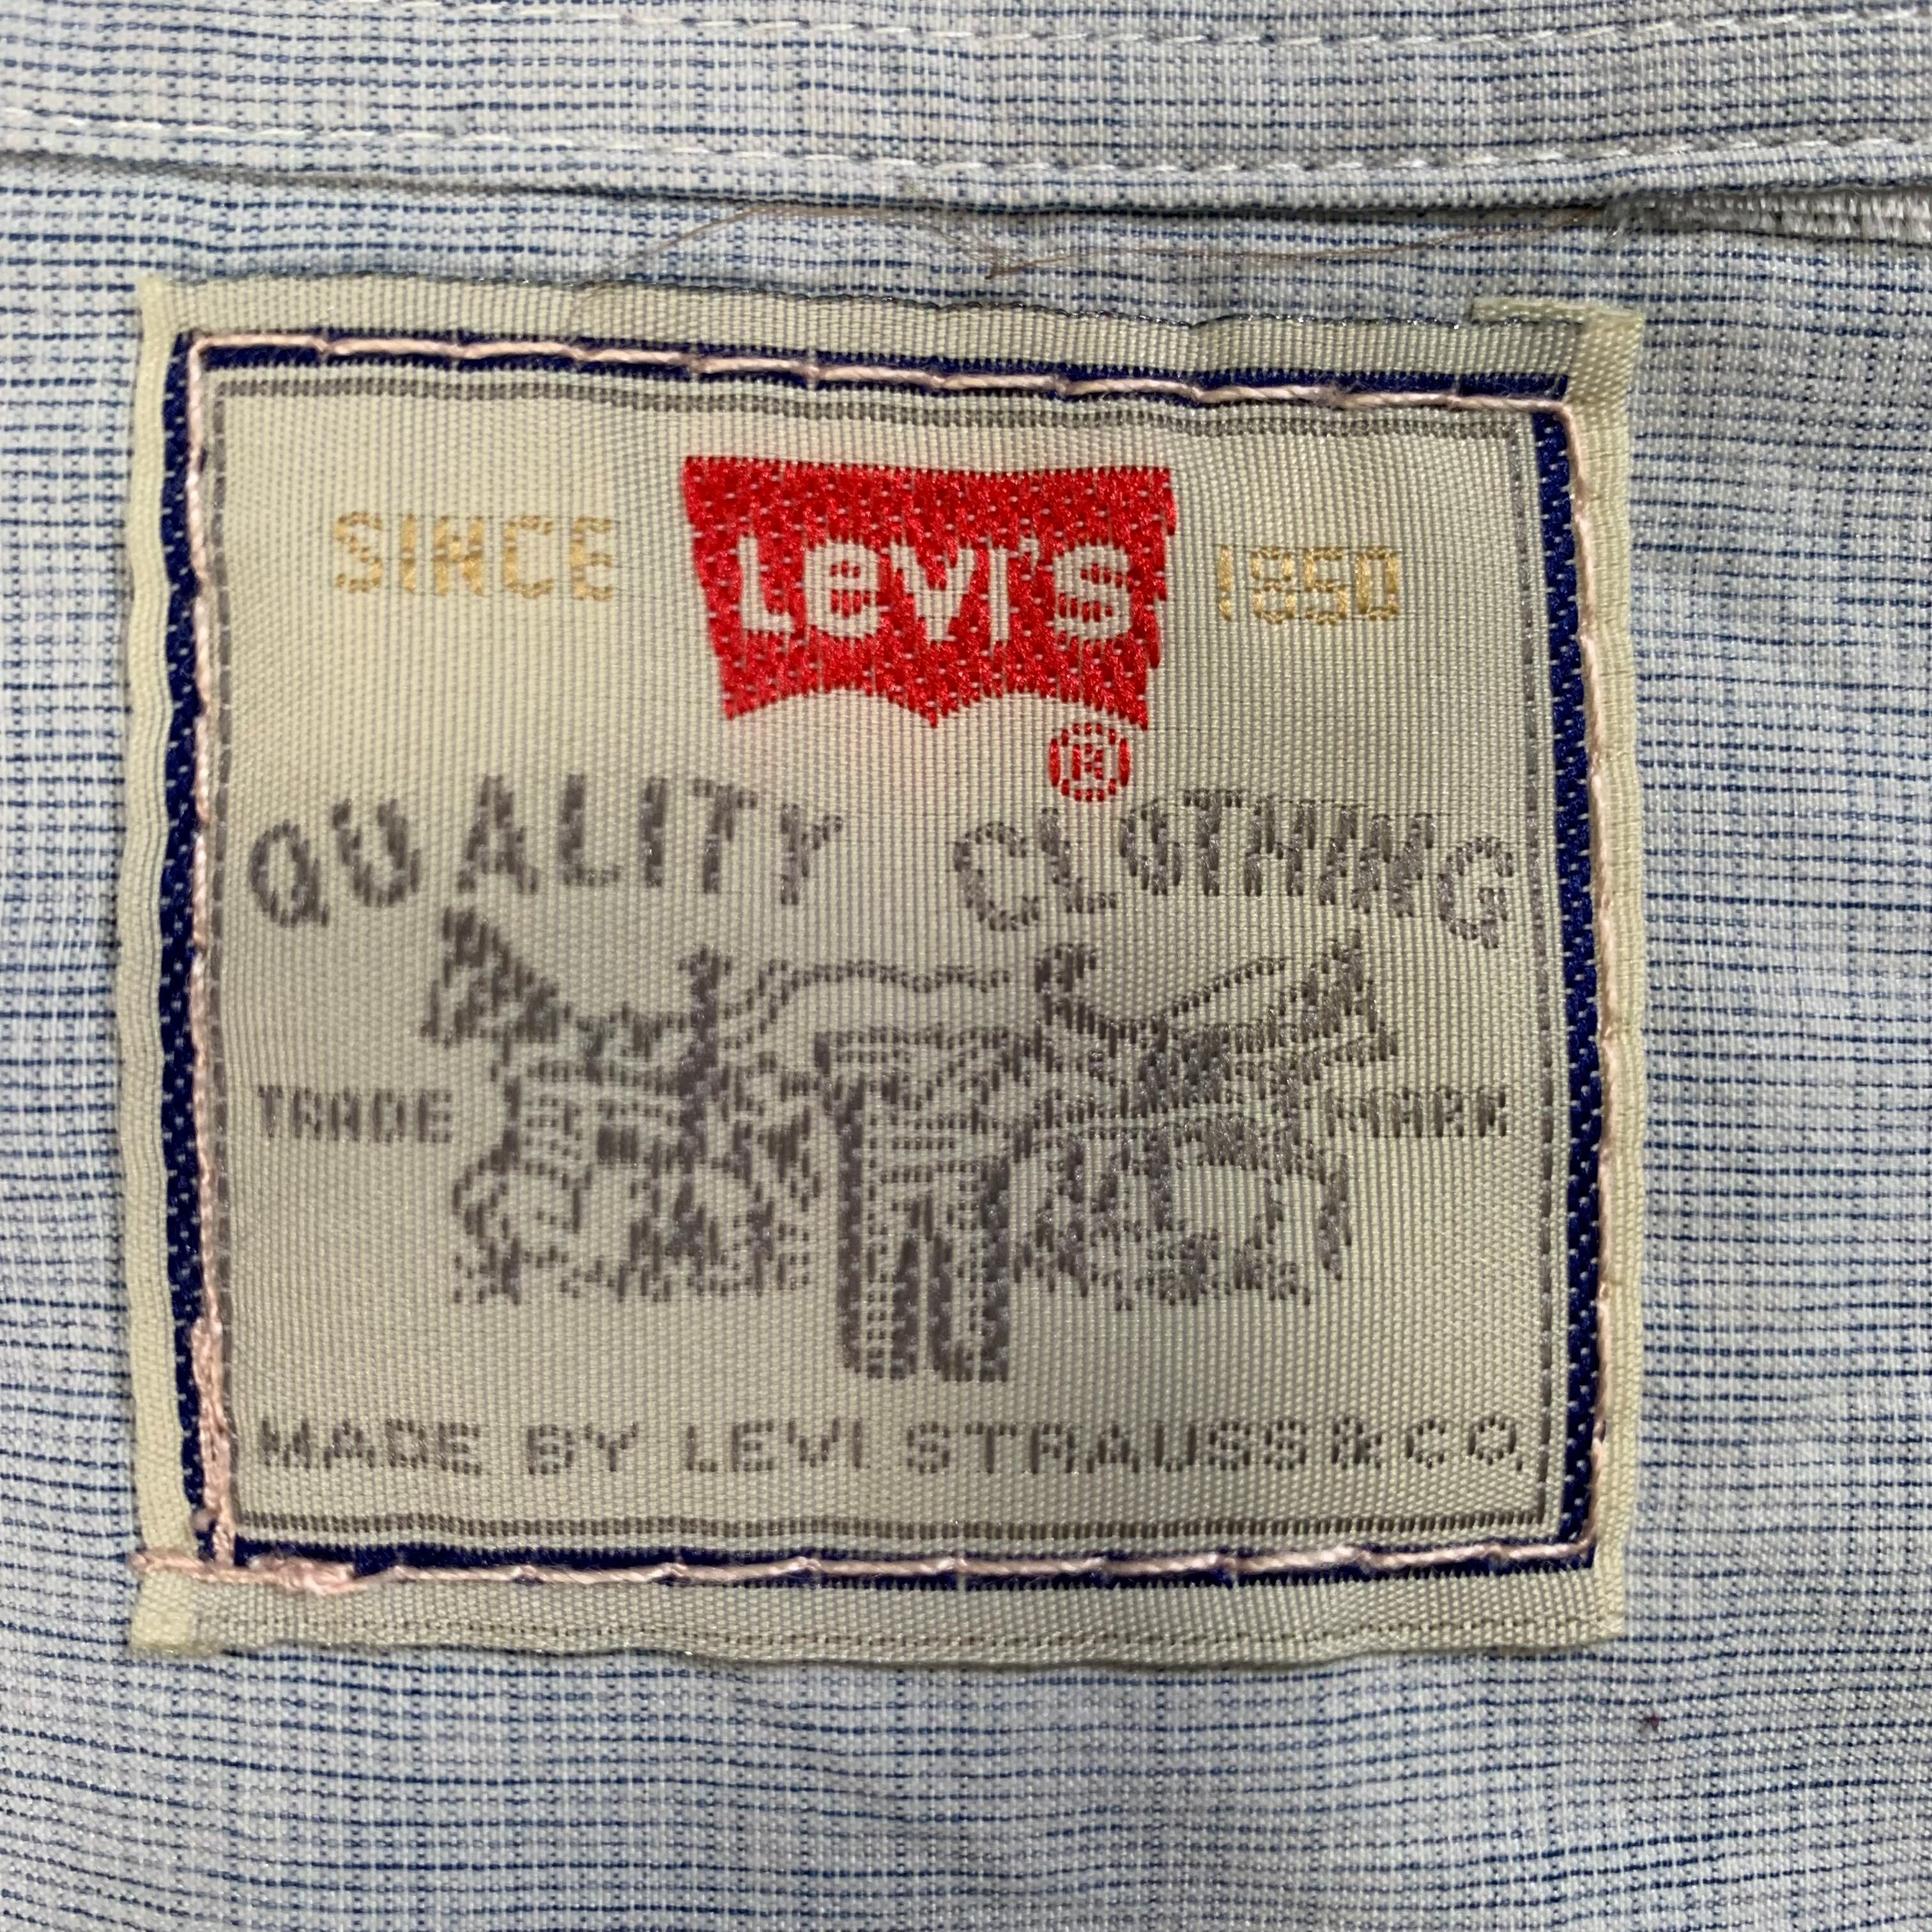 SINCE LEVI'S 1850
®
QUALITY CLOTHING
TRADE MARK
MADE BY LEVI STRAUSS & CO.